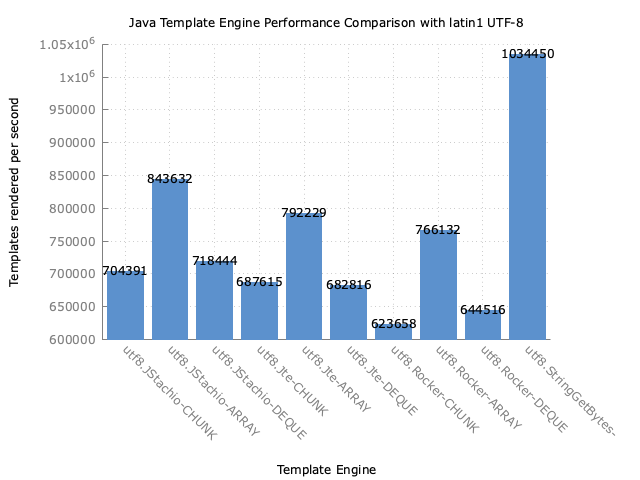 Java Template Engine Performance Comparison with latin1 UTF-8
Templates rendered per second
1.05x10⁶
1x10⁶
950000
900000
850000
800000
750000
700000
650000
600000
704391
843632
718444
687615
792229
682816
623658
766132
644516
1034450
utf8.JStachio-CHUNK
utf8.JStachio-ARRAY
utf8.JStachio-DEQUE
utf8.Jte-CHUNK
utf8.Jte-ARRAY
utf8.Jte-DEQUE
utf8.Rocker-CHUNK
utf8.Rocker-ARRAY
utf8.Rocker-DEQUE
utf8.StringGetBytes-
Template Engine